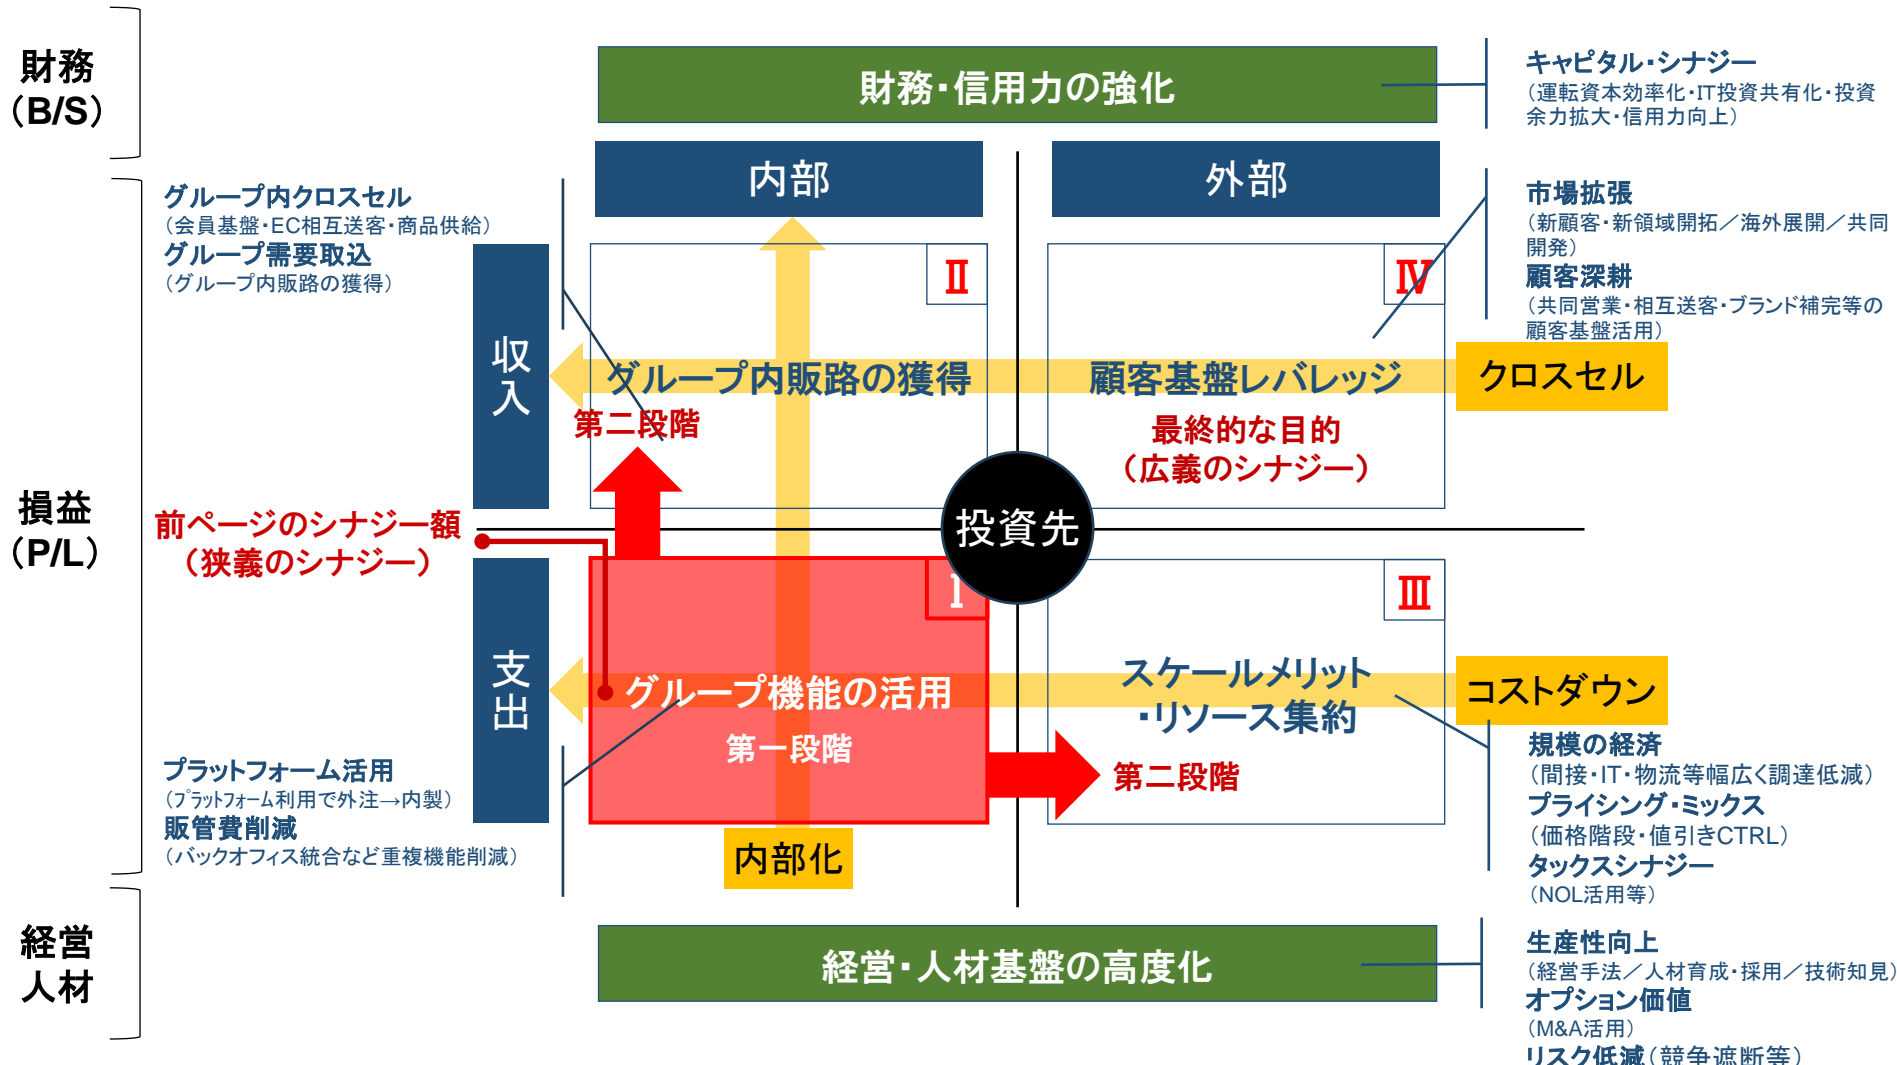 財務
（B/S）
財務・信用力の強化
キャピタル・シナジー
（運転資本効率化・IT投資共有化・投資
余力拡大・信用力向上）
内部
外部
グループ内クロスセル
（会員基盤・EC相互送客・商品供給）
グループ需要取込
（グループ内販路の獲得）
市場拡張
（新顧客・新領域開拓／海外展開／共同
開発）
顧客深耕
（共同営業・相互送客・ブランド補完等の
顧客基盤活用）
収入
Ⅱ
Ⅳ
グループ内販路の獲得
顧客基盤レバレッジ
クロスセル
第二段階
最終的な目的
（広義のシナジー）
損益
（P/L）
前ページのシナジー額
（狭義のシナジー）
投資先
支出
Ⅰ
Ⅲ
グループ機能の活用
第一段階
スケールメリット
・リソース集約
コストダウン
第二段階
プラットフォーム活用
（プラットフォーム利用で外注→内製）
販管費削減
（バックオフィス統合など重複機能削減）
内部化
規模の経済
（間接・IT・物流等幅広く調達低減）
プライシング・ミックス
（価格階段・値引きCTRL）
タックスシナジー
（NOL活用等）
経営
人材
経営・人材基盤の高度化
生産性向上
（経営手法／人材育成・採用／技術知見）
オプション価値
（M&A活用）
リスク低減（競争遮断等）